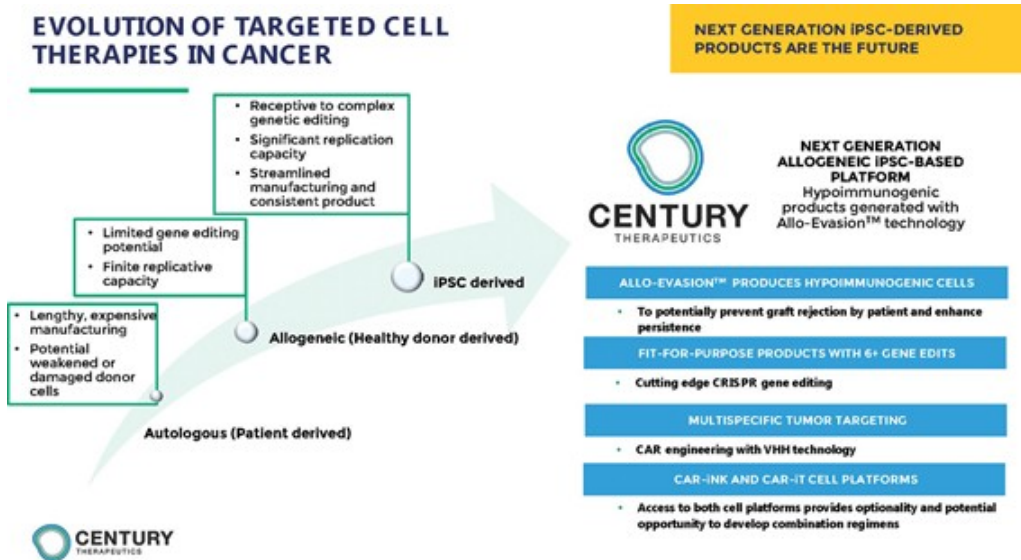 EVOLUTION OF TARGETED CELL
THERAPIES IN CANCER
• Receptive to complex
genetic editing
• Significant replication
capacity
• Streamlined
manufacturing and
consistent product
• Limited gene editing
potential
• Finite replicative
capacity
• Lengthy, expensive
manufacturing
• Potential
weakened or
damaged donor
cells
iPSC derived
Allogeneic (Healthy donor derived)
Autologous (Patient derived)
CENTURY
THERAPEUTICS
NEXT GENERATION iPSC-DERIVED
PRODUCTS ARE THE FUTURE
CENTURY
THERAPEUTICS
NEXT GENERATION
ALLOGENEIC iPSC-BASED
PLATFORM
Hypoimmunogenic
products generated with
Allo-Evasion™ technology
ALLO-EVASION™ PRODUCES HYPOIMMUNOGENIC CELLS
• To potentially prevent graft rejection by patient and enhance
persistence
FIT-FOR-PURPOSE PRODUCTS WITH 6+ GENE EDITS
• Cutting edge CRISPR gene editing
MULTISPECIFIC TUMOR TARGETING
• CAR engineering with VHH technology
CAR-iNK AND CAR-iT CELL PLATFORMS
• Access to both cell platforms provides optionality and potential
opportunity to develop combination regimens